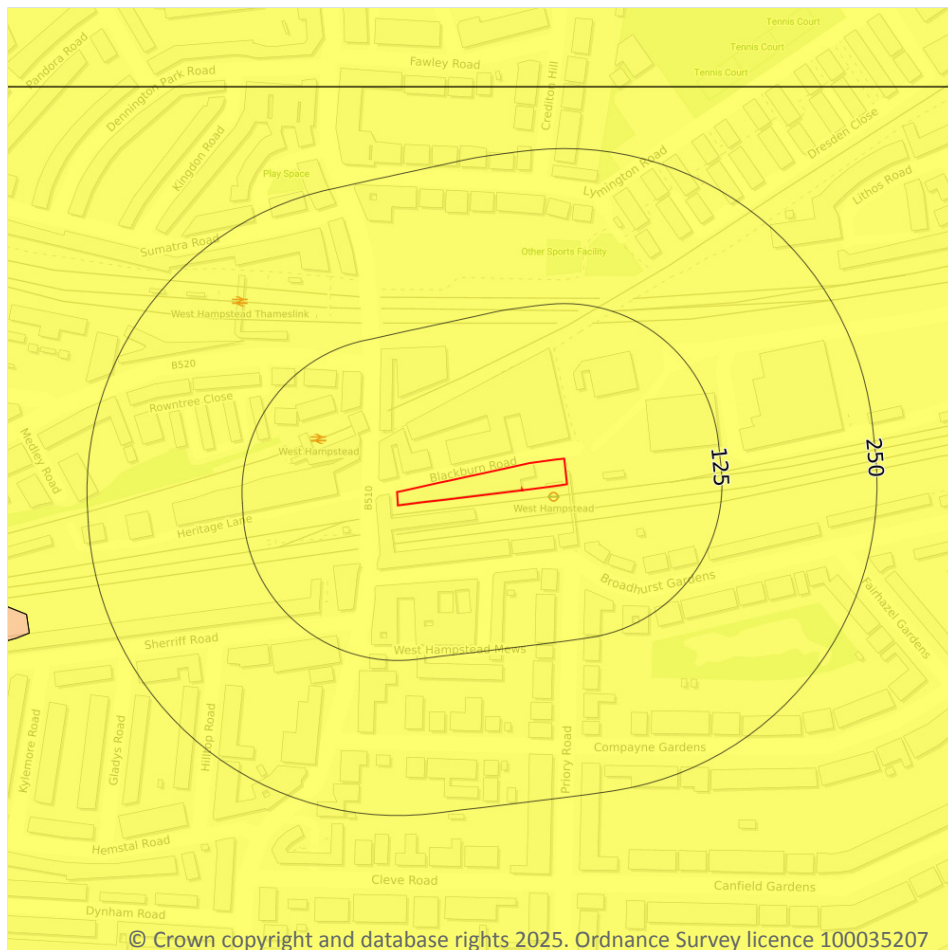 Tennis Court
Pandora Road
Fawley Road
Tennis Court
Dennington Park Road
Tennis Court
Crediton Hill
Kingdon Road
Dresden Close
Play Space
Lymington Road
Lithos Road
Sumatra Road
Other Sports Facility
West Hampstead Thameslink
B520
Rowntree Close
Medley Road
West Hampstead
Blackburn Road
125
250
B510
West Hampstead
Heritage Lane
Broadhurst Gardens
Fairhazel Gardens
Sherriff Road
West Hampstead Mews
Kylemore Road
Gladys Road
Hilltop Road
Priory Road
Compayne Gardens
Hemstal Road
Cleve Road
Canfield Gardens
Dynham Road
© Crown copyright and database rights 2025. Ordnance Survey licence 100035207